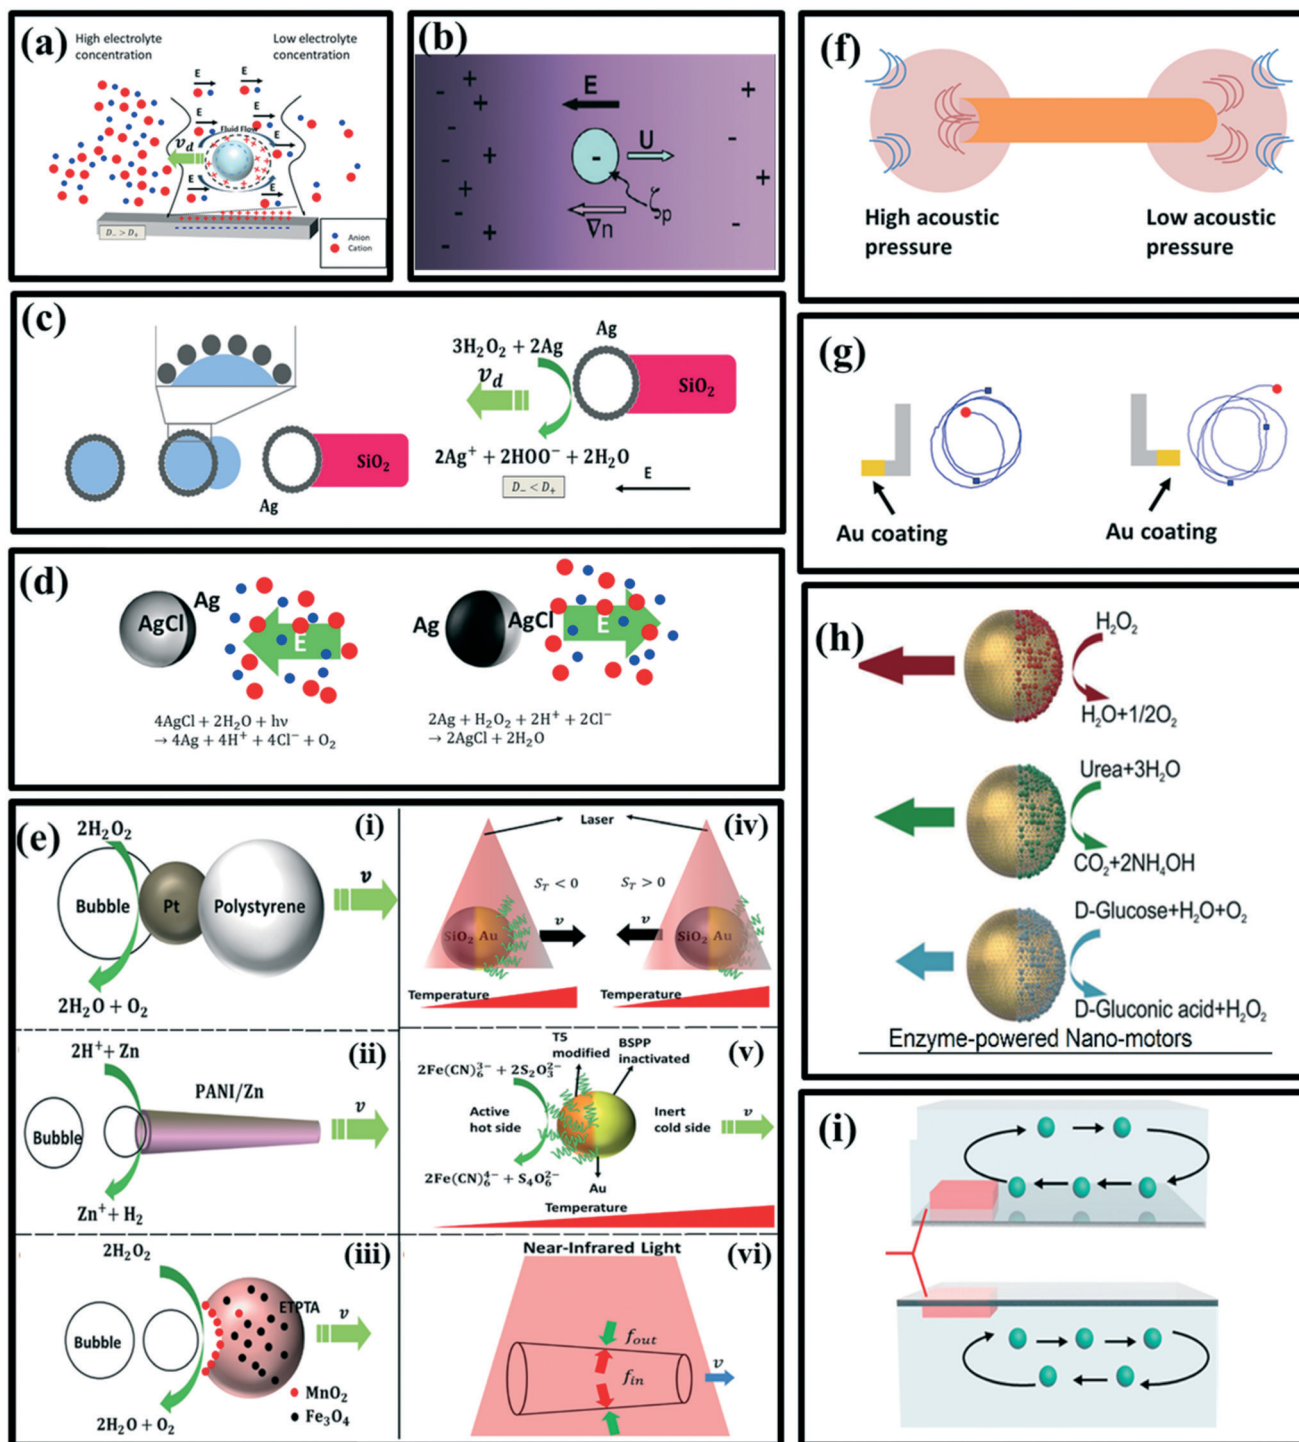 (a)
High electrolyte
concentration
Low electrolyte
concentration
E
E
E
E
Fluid Flow
E
v_d
E
E
E
D₋ > D₊
Anion
Cation
(b)
E
U
-
ζ_p
∇n
(c)
Ag
SiO₂
Ag
3H₂O₂ + 2Ag
v_d
SiO₂
2Ag⁺ + 2HOO⁻ + 2H₂O
D₋ < D₊
E
(d)
AgCl
Ag
E
4AgCl + 2H₂O + hν
→ 4Ag + 4H⁺ + 4Cl⁻ + O₂
Ag
AgCl
E
2Ag + H₂O₂ + 2H⁺ + 2Cl⁻
→ 2AgCl + 2H₂O
(e)
(i)
2H₂O₂
Bubble
Pt
Polystyrene
v
2H₂O + O₂
(ii)
2H⁺ + Zn
PANI/Zn
Bubble
v
Zn⁺ + H₂
(iii)
2H₂O₂
ETPTA
Bubble
v
MnO₂
Fe₃O₄
2H₂O + O₂
(iv)
Laser
S_T < 0
S_T > 0
SiO₂ Au
v
v
SiO₂ Au
Temperature
Temperature
(v)
T5
modified
BSPP
inactivated
2Fe(CN)₆³⁻ + 2S₂O₃²⁻
Active
hot side
Inert
cold side
v
2Fe(CN)₆⁴⁻ + S₄O₆²⁻
Au
Temperature
(vi)
Near-Infrared Light
f_out
f_in
v
(f)
High acoustic
pressure
Low acoustic
pressure
(g)
Au coating
Au coating
(h)
H₂O₂
H₂O+1/2O₂
Urea+3H₂O
CO₂+2NH₄OH
D-Glucose+H₂O+O₂
D-Gluconic acid+H₂O₂
Enzyme-powered Nano-motors
(i)